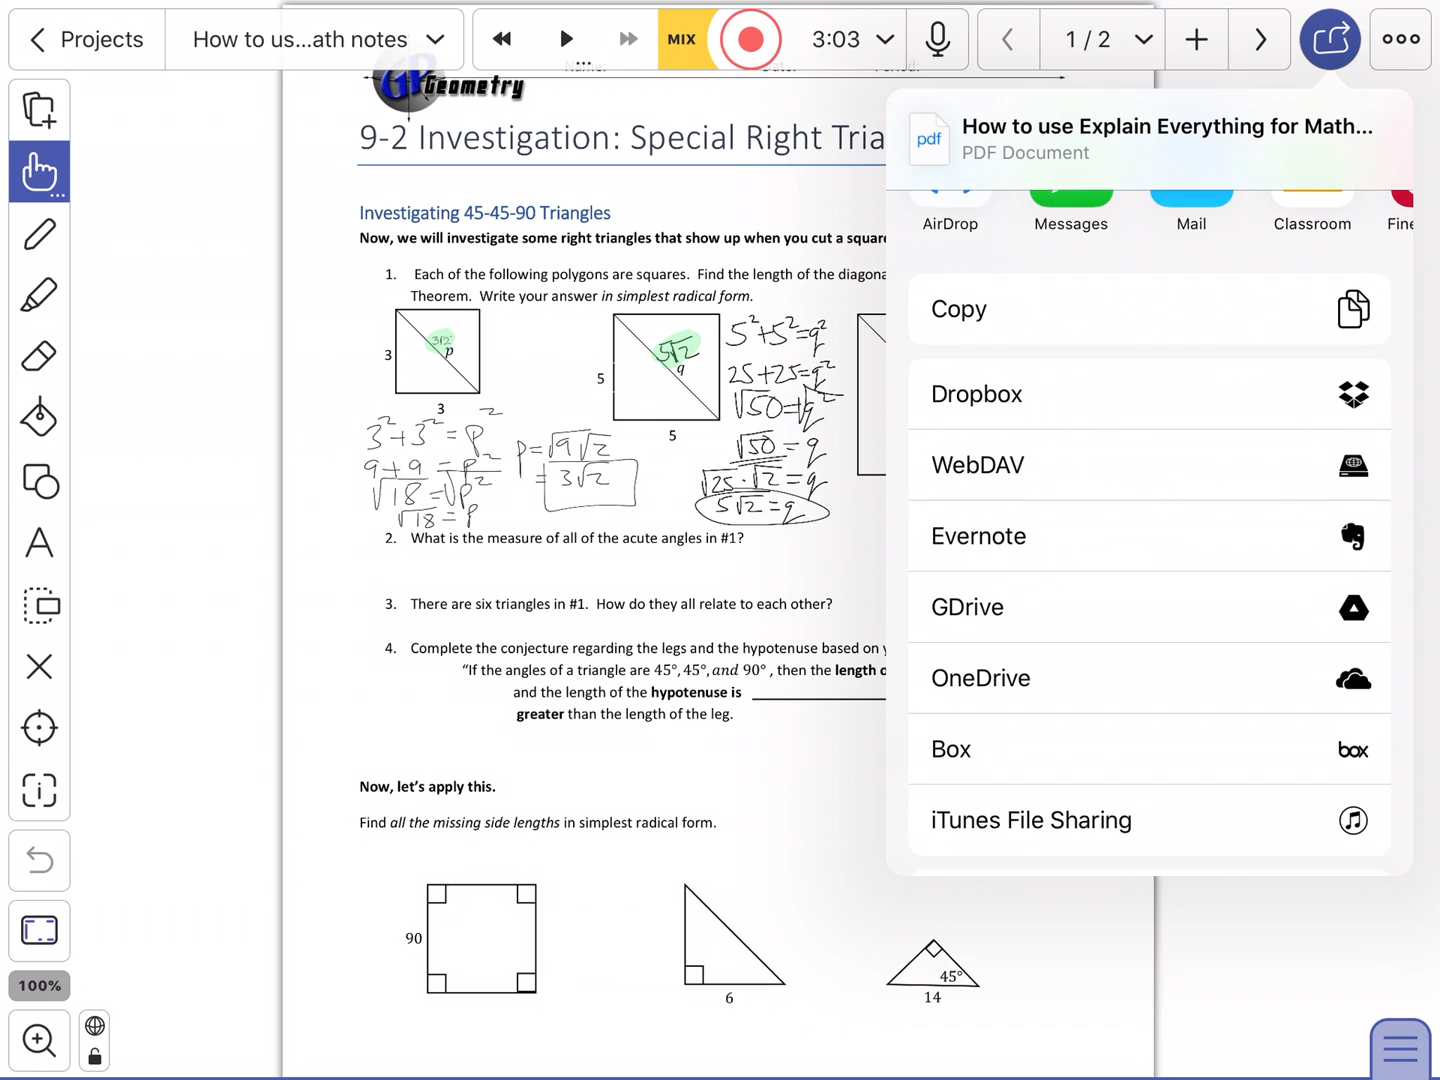 Projects
How to us...ath notes
MIX
3:03
1 / 2
GP Geometry
9-2 Investigation: Special Right Tria
Investigating 45-45-90 Triangles
Now, we will investigate some right triangles that show up when you cut a square
1. Each of the following polygons are squares. Find the length of the diagona
Theorem. Write your answer in simplest radical form.
3
3√2
p
3
3² + 3² = p²
9 + 9 = p²
√18 = √p²
√18 = p
p = √9√2
= 3√2
5
5√2
q
5
5² + 5² = q²
25 + 25 = q²
√50 = √q²
√50 = q
√25 · √2 = q
5√2 = q
2. What is the measure of all of the acute angles in #1?
3. There are six triangles in #1. How do they all relate to each other?
4. Complete the conjecture regarding the legs and the hypotenuse based on
“If the angles of a triangle are 45°, 45°, and 90° , then the length o
and the length of the hypotenuse is
greater than the length of the leg.
Now, let’s apply this.
Find all the missing side lengths in simplest radical form.
90
6
45°
14
pdf
How to use Explain Everything for Math...
PDF Document
AirDrop
Messages
Mail
Classroom
Fine
Copy
Dropbox
WebDAV
Evernote
GDrive
OneDrive
Box
box
iTunes File Sharing
A
100%